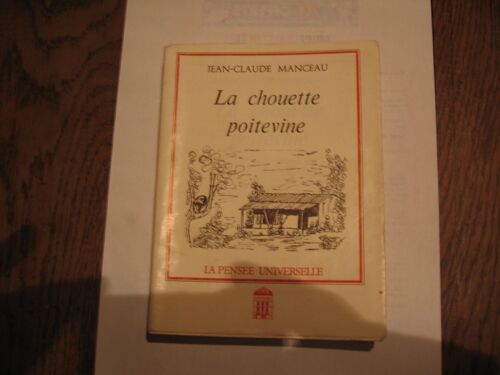 JEAN-CLAUDE MANCEAU
La chouette
poitevine
LA PENSÉE UNIVERSELLE